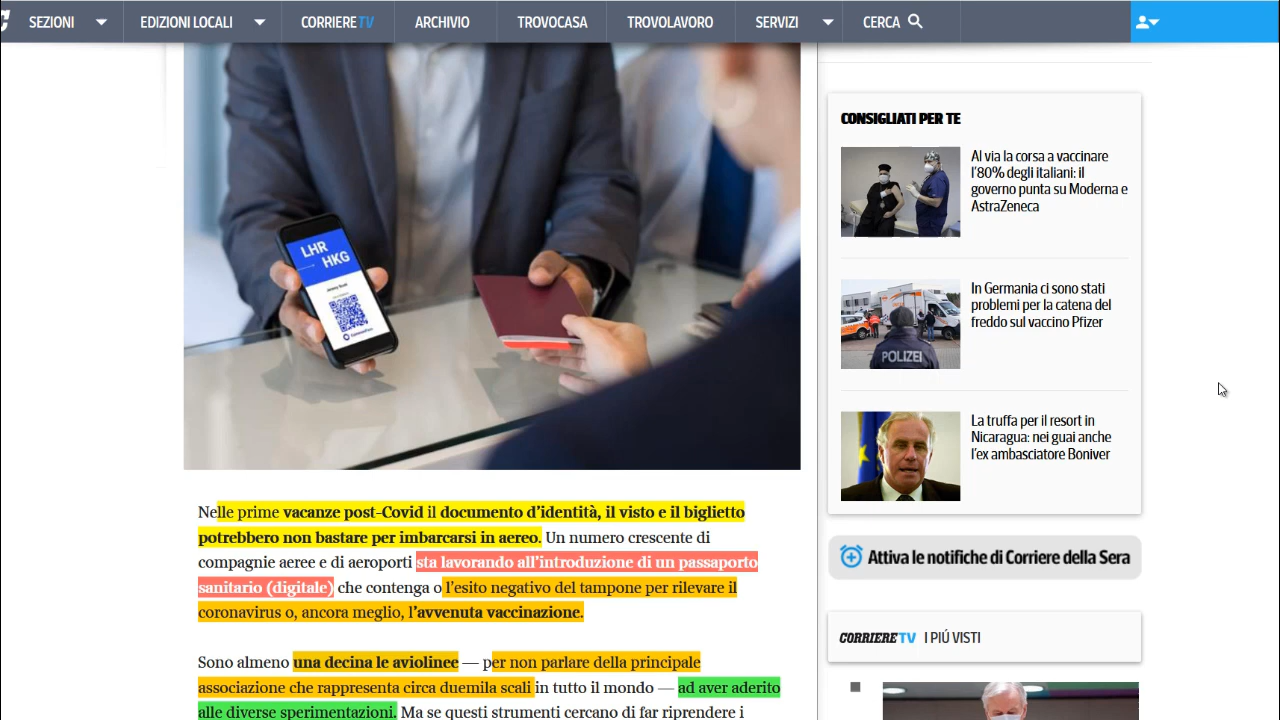 SEZIONI
EDIZIONI LOCALI
CORRIERE TV
ARCHIVIO
TROVOCASA
TROVOLAVORO
SERVIZI
CERCA
LHR
HKG
CONSIGLIATI PER TE
Al via la corsa a vaccinare
l'80% degli italiani: il
governo punta su Moderna e
AstraZeneca
In Germania ci sono stati
problemi per la catena del
freddo sul vaccino Pfizer
POLIZEI
La truffa per il resort in
Nicaragua: nei guai anche
l'ex ambasciatore Boniver
Attiva le notifiche di Corriere della Sera
CORRIERE TV I PIÚ VISTI
Nelle prime vacanze post-Covid il documento d'identità, il visto e il biglietto
potrebbero non bastare per imbarcarsi in aereo. Un numero crescente di
compagnie aeree e di aeroporti sta lavorando all'introduzione di un passaporto
sanitario (digitale) che contenga o l'esito negativo del tampone per rilevare il
coronavirus o, ancora meglio, l'avvenuta vaccinazione.
Sono almeno una decina le aviolinee — per non parlare della principale
associazione che rappresenta circa duemila scali in tutto il mondo — ad aver aderito
alle diverse sperimentazioni. Ma se questi strumenti cercano di far riprendere i